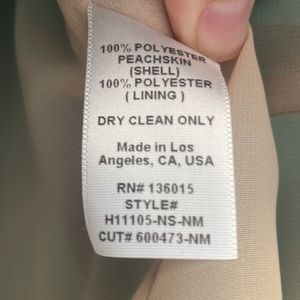 100% POLYESTER
PEACHSKIN
(SHELL)
100% POLYESTER
( LINING )
DRY CLEAN ONLY
Made in Los
Angeles, CA, USA
RN# 136015
STYLE#
H11105-NS-NM
CUT# 600473-NM